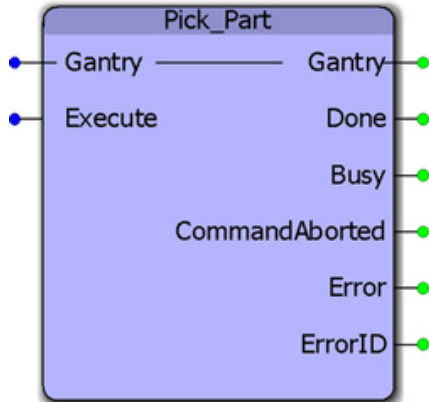 Pick_Part
Gantry Gantry
Execute Done
Busy
CommandAborted
Error
ErrorID